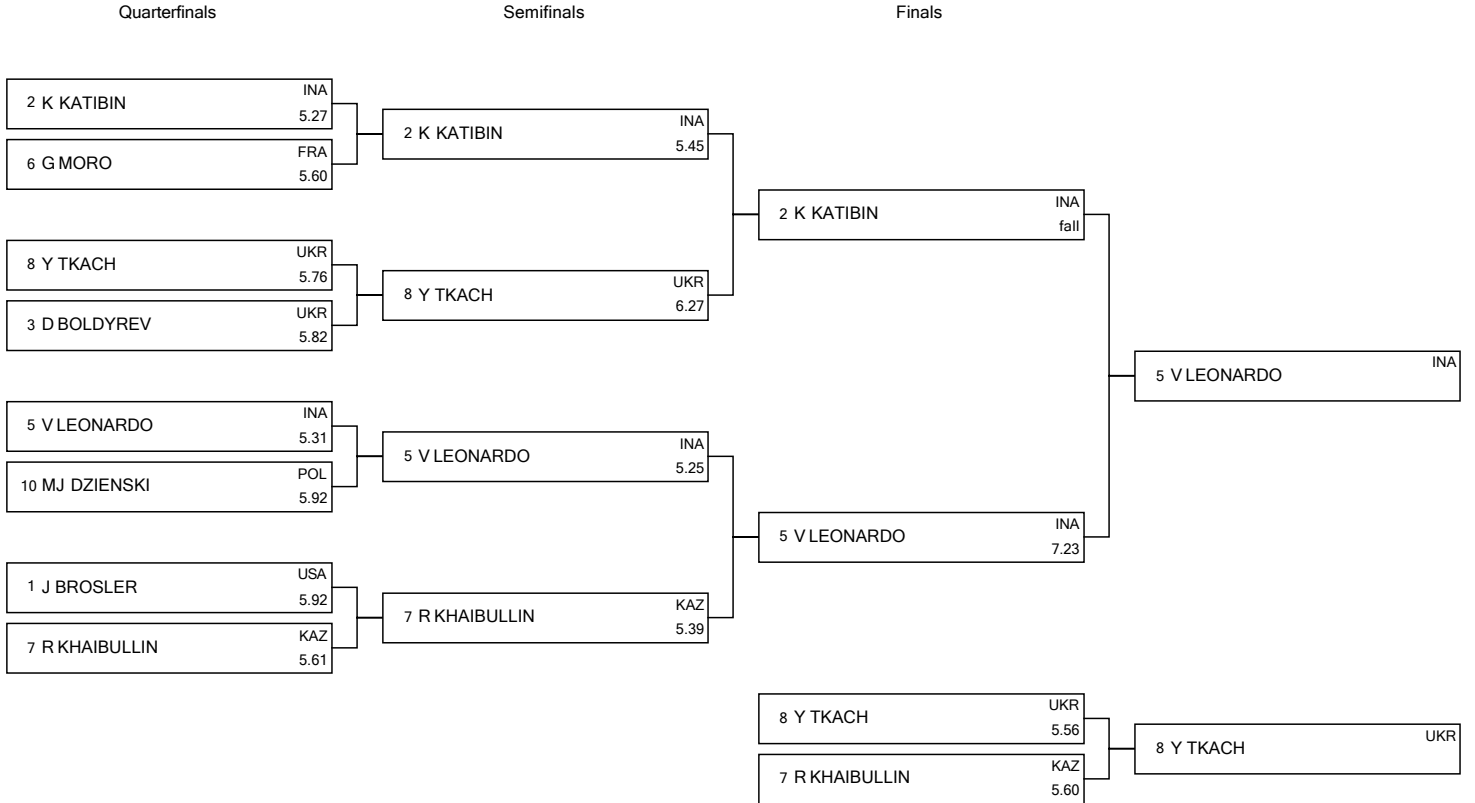 Quarterfinals Semifinals Finals
2 K KATIBIN INA
5.27
6 G MORO FRA
5.60
8 Y TKACH UKR
5.76
3 D BOLDYREV UKR
5.82
5 V LEONARDO INA
5.31
10 MJ DZIENSKI POL
5.92
1 J BROSLER USA
5.92
7 R KHAIBULLIN KAZ
5.61
2 K KATIBIN INA
5.45
8 Y TKACH UKR
6.27
5 V LEONARDO INA
5.25
7 R KHAIBULLIN KAZ
5.39
2 K KATIBIN INA
fall
5 V LEONARDO INA
7.23
8 Y TKACH UKR
5.56
7 R KHAIBULLIN KAZ
5.60
5 V LEONARDO INA
8 Y TKACH UKR